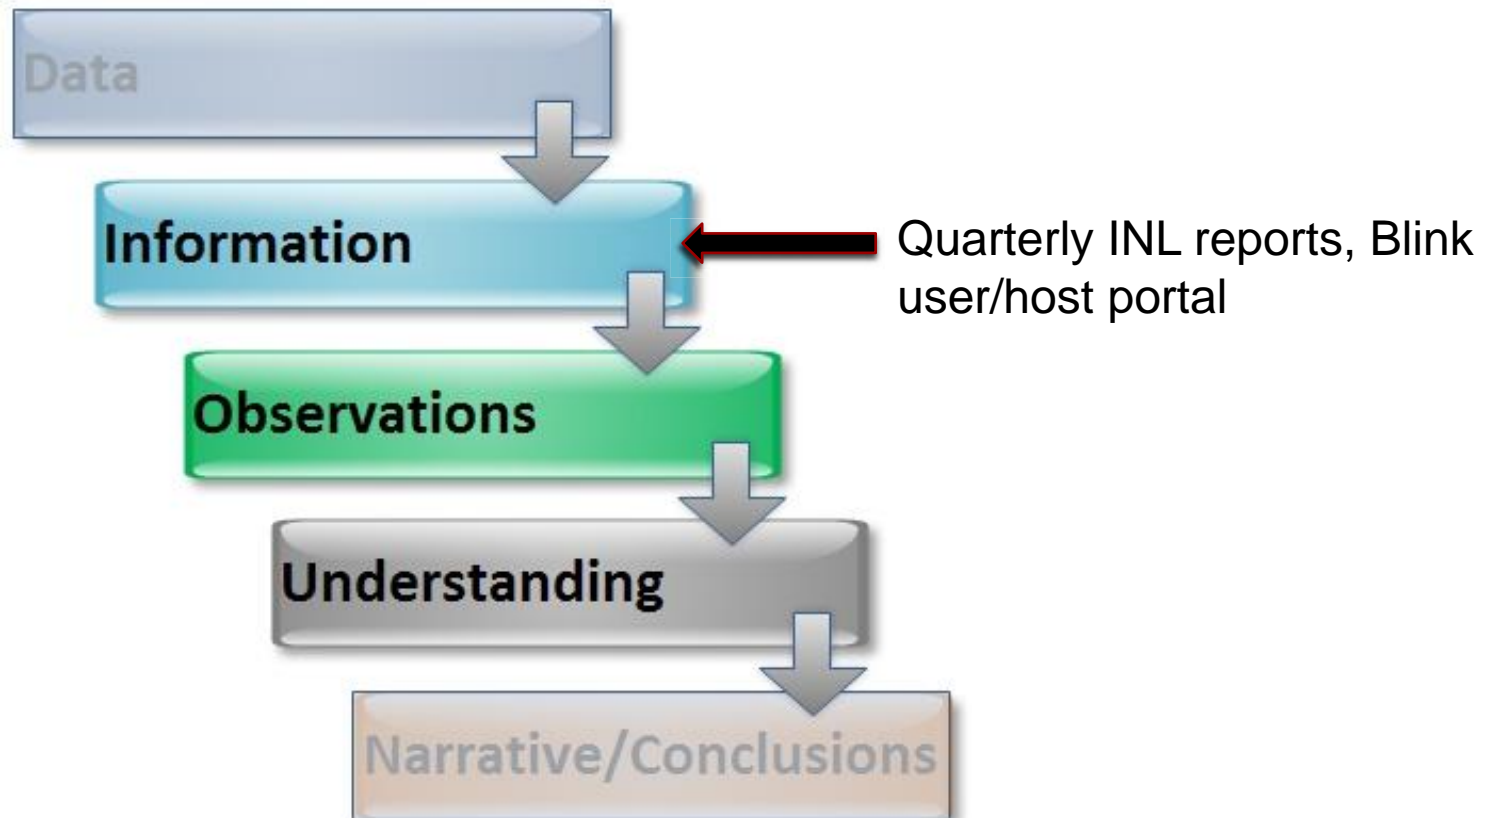 Data
Information
Quarterly INL reports, Blink
user/host portal
Observations
Understanding
Narrative/Conclusions